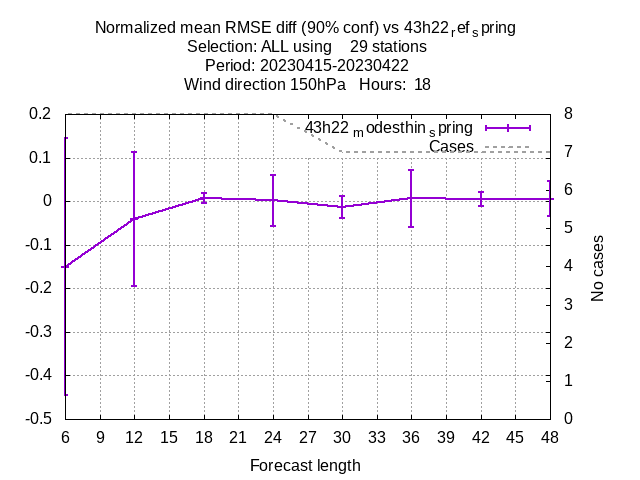 Normalized mean RMSE diff (90% conf) vs 43h22refspring
Selection: ALL using 29 stations
Period: 20230415-20230422
Wind direction 150hPa Hours: 18
0.2 8
43h22modesthinspring
Cases
0.1 7
0 6
-0.1 5
-0.2 4
-0.3 3
-0.4 2
1
-0.5 0
No cases
6 9 12 15 18 21 24 27 30 33 36 39 42 45 48
Forecast length